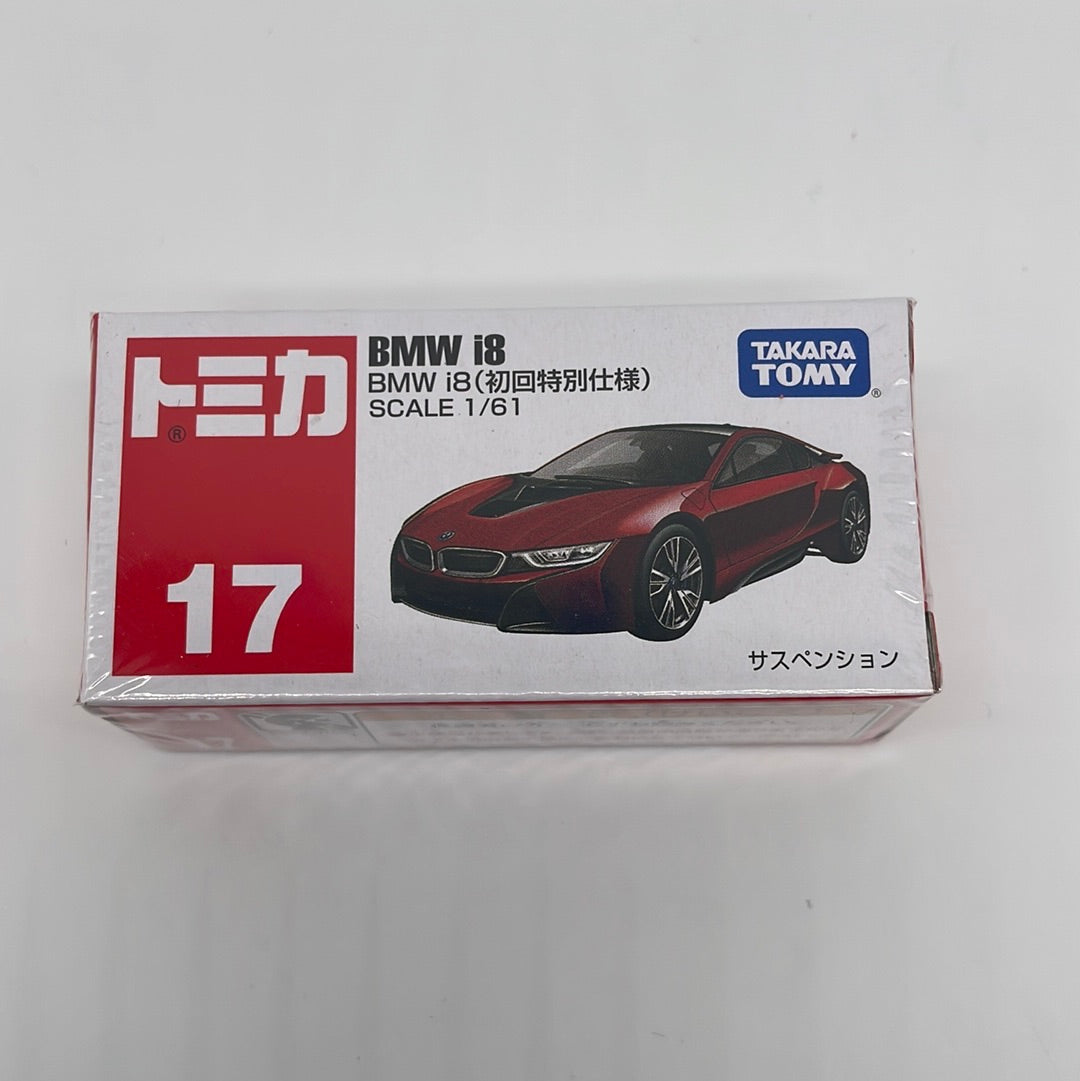 トミカ®
17
BMW i8
BMW i8(初回特別仕様)
SCALE 1/61
TAKARA
TOMY®
サスペンション